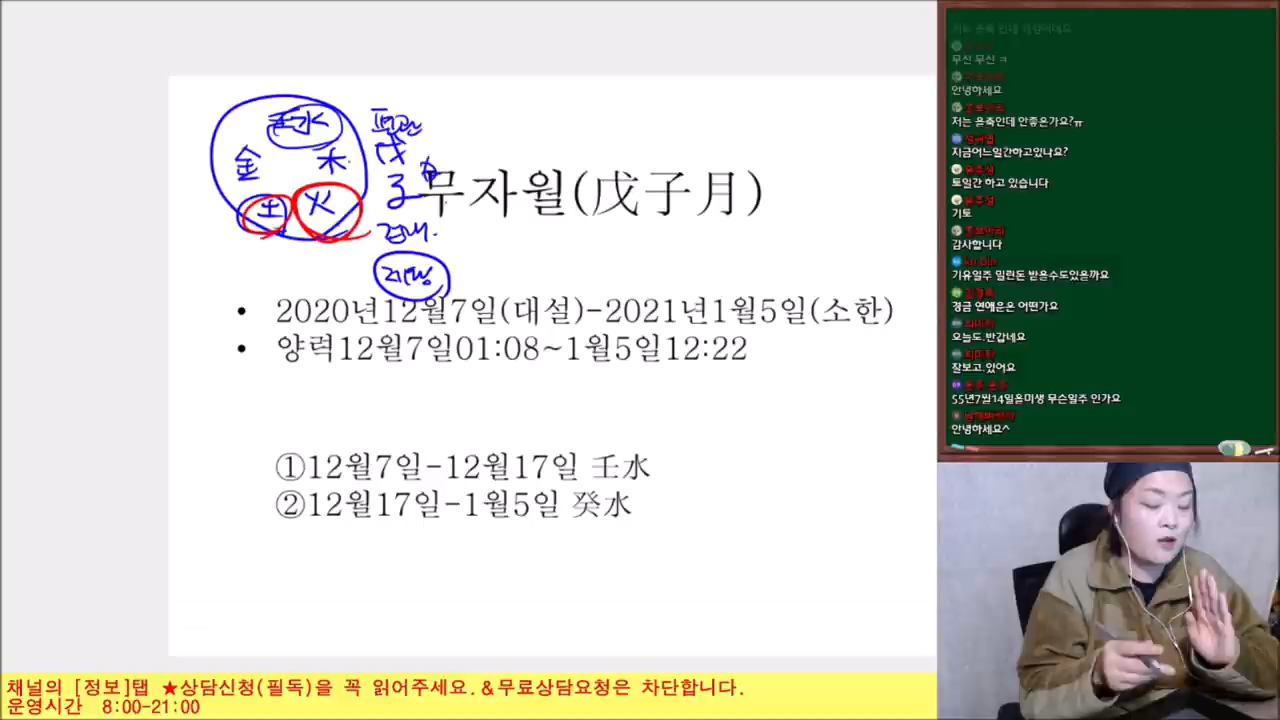 水
편관
金
木
戊
土
火
子
무자월(戊子月)
겁재.
재성
• 2020년12월7일(대설)-2021년1월5일(소한)
• 양력12월7일01:08~1월5일12:22
①12월7일-12월17일 壬水
②12월17일-1월5일 癸水
무신 무신 ㅋ
안녕하세요
저는 을축인데 안좋은가요?ㅠ
지금어느일간하고있나요?
토일간 하고 있습니다
기토
감사합니다
ku Din
기유일주 밀린돈 받을수도있을까요
경금 연애운은 어떤가요
오늘도.반갑네요
잘보고.있어요
55년7월14일을미생 무슨일주 인가요
안녕하세요^
채널의 [정보]탭 ★상담신청(필독)을 꼭 읽어주세요.&무료상담요청은 차단합니다.
운영시간 8:00-21:00